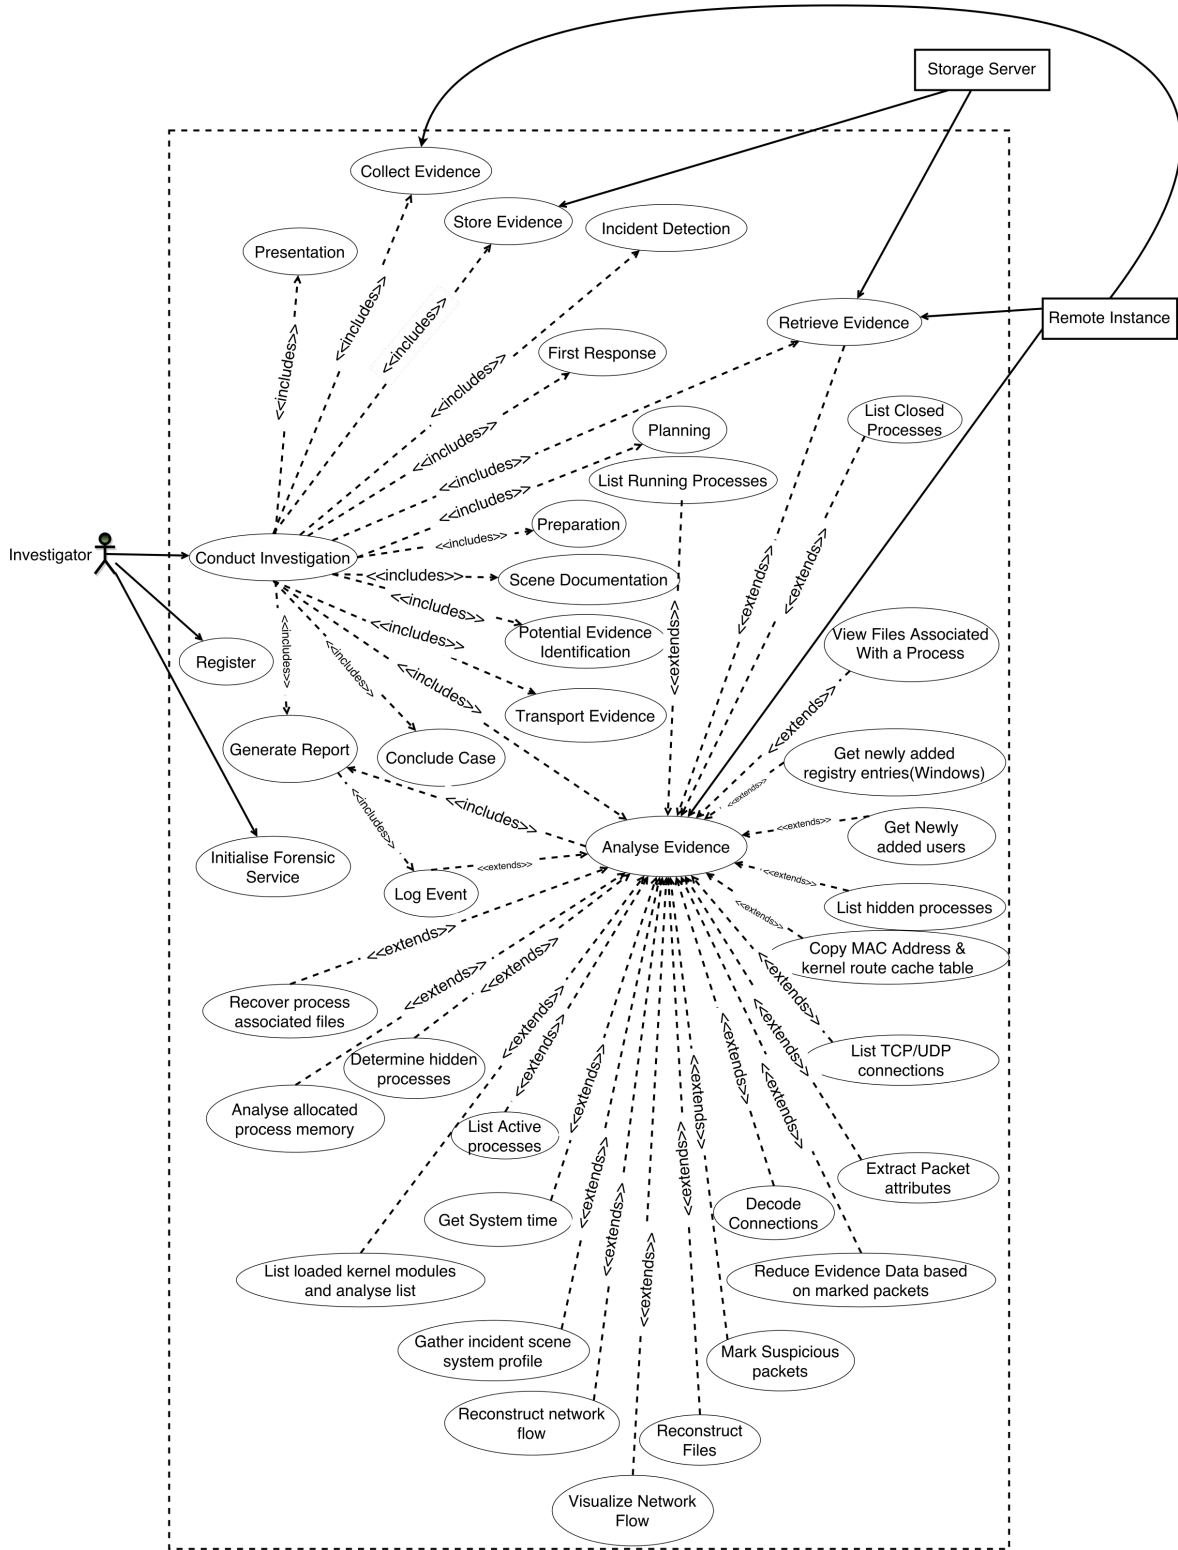 Storage Server
Collect Evidence
Store Evidence
Incident Detection
Presentation
<<includes>>
<<includes>>
<<includes>>
Retrieve Evidence
Remote Instance
<<includes>>
First Response
<<includes>>
List Closed
Processes
Planning
<<includes>>
<<includes>>
List Running Processes
Preparation
<<includes>>
Investigator
Conduct Investigation
<<includes>>
Scene Documentation
<<extends>>
<<extends>>
<<includes>>
Potential Evidence
Identification
<<extends>>
View Files Associated
With a Process
<<includes>>
<<includes>>
<<includes>>
<<includes>>
Register
Transport Evidence
<<extends>>
Generate Report
Conclude Case
Get newly added
registry entries(Windows)
<<extends>>
<<includes>>
<<includes>>
<<extends>>
Get Newly
added users
Analyse Evidence
Initialise Forensic
Service
<<extends>>
Log Event
<<extends>>
List hidden processes
<<extends>>
<<extends>>
Copy MAC Address &
kernel route cache table
<<extends>>
<<extends>>
<<extends>>
Recover process
associated files
<<extends>>
<<extends>>
<<extends>>
<<extends>>
Determine hidden
processes
List TCP/UDP
connections
<<extends>>
<<extends>>
<<extends>>
Analyse allocated
process memory
List Active
processes
<<extends>>
<<extends>>
<<extends>>
Extract Packet
attributes
Get System time
Decode
Connections
<<extends>>
List loaded kernel modules
and analyse list
Reduce Evidence Data based
on marked packets
Gather incident scene
system profile
Mark Suspicious
packets
Reconstruct network
flow
Reconstruct
Files
Visualize Network
Flow